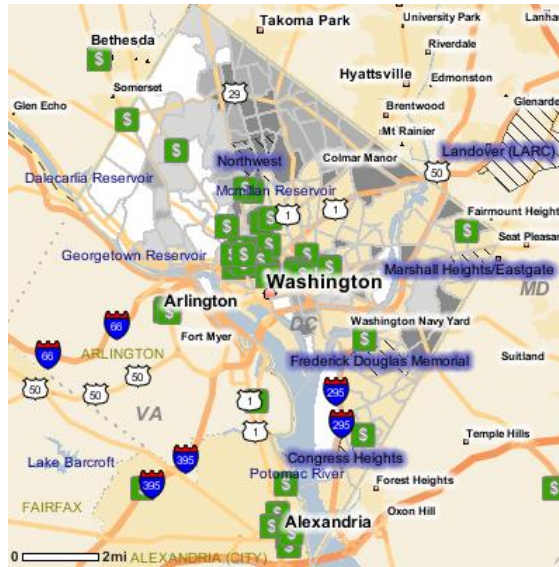 Takoma Park
University Park
Lanham
Bethesda
Riverdale
Somerset
29
Hyattsville
Edmonston
Glen Echo
Brentwood
Glenarde
Mt Rainier
Northwest
Colmar Manor
50
Landover (LARC)
Dalecarlia Reservoir
Mcmillan Reservoir
1
1
Fairmount Height
Seat Pleasan
Georgetown Reservoir
Marshall Heights/Eastgate
Washington
MD
Arlington
DC
Washington Navy Yard
66
Fort Myer
66
ARLINGTON
Frederick Douglas Memorial
Suitland
50
50
50
295
1
VA
295
1
Temple Hills
Lake Barcroft
395
Congress Heights
Potomac River
395
Forest Heights
FAIRFAX
Oxon Hill
Alexandria
0
2mi
ALEXANDRIA (CITY)